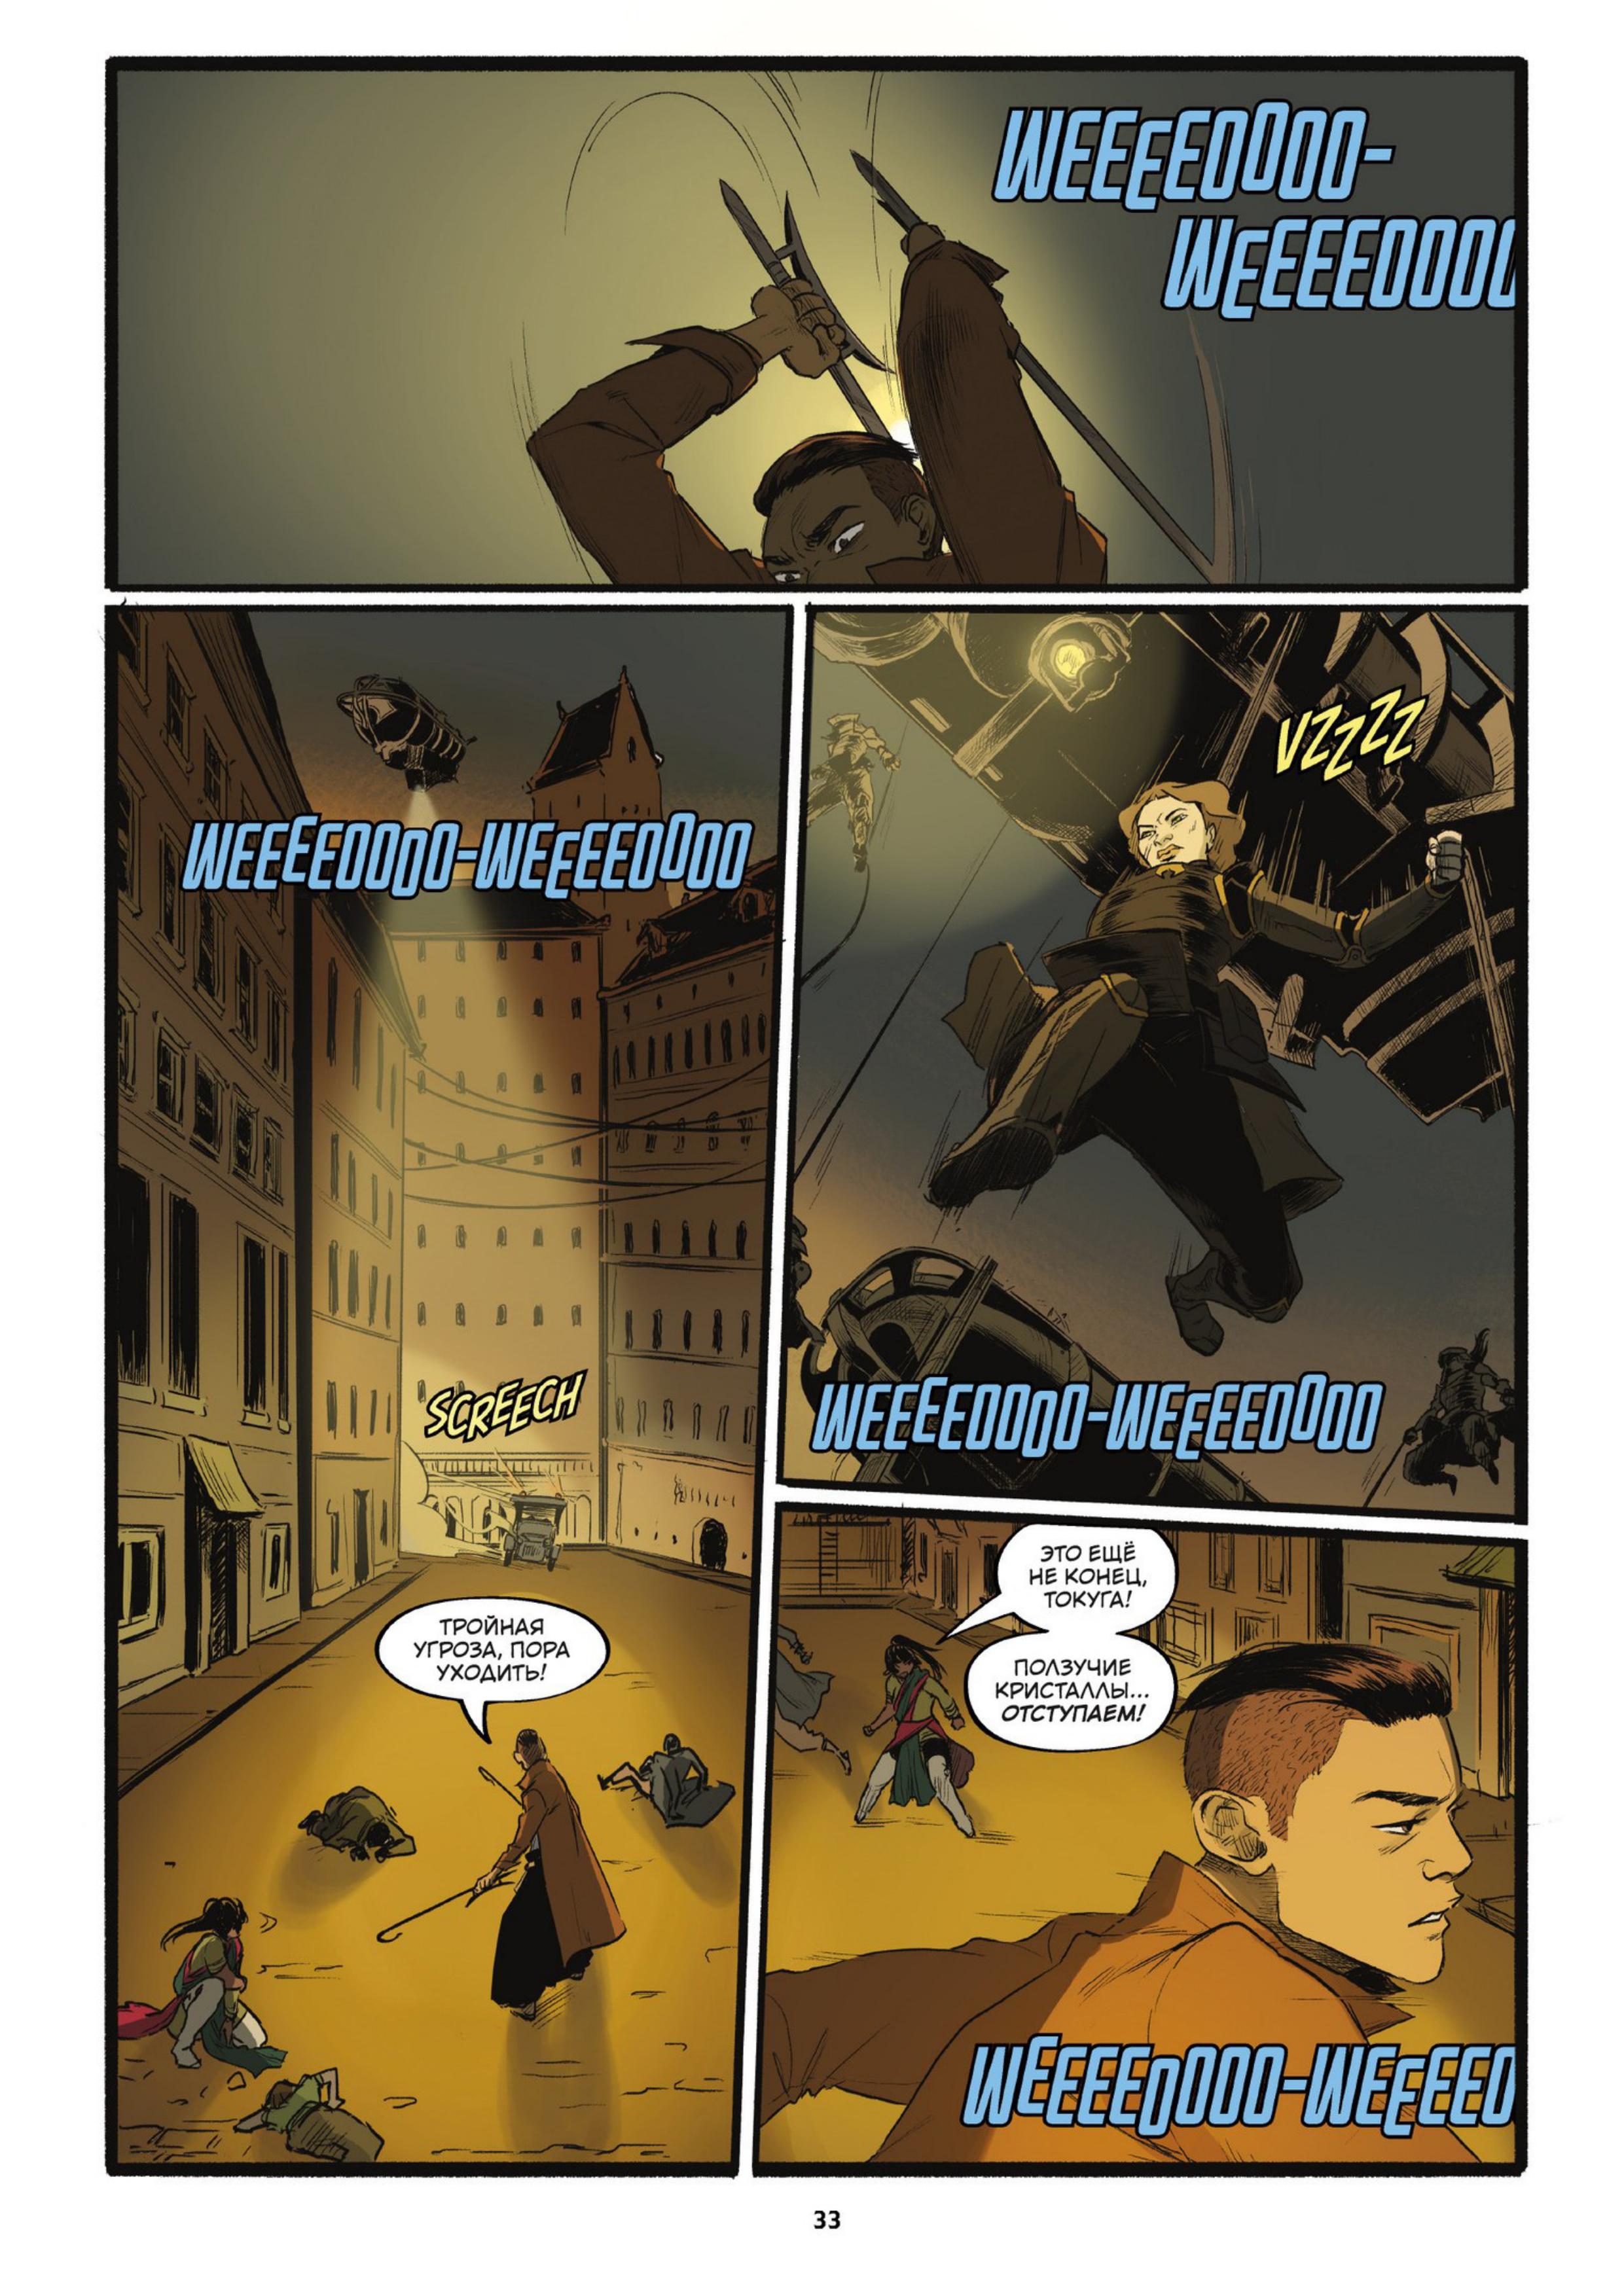 WEEEEOOOO-
WEEEEOOOO
WEEEEOOOO-WEEEEOOOO
SCREECH
ТРОЙНАЯ
УГРОЗА, ПОРА
УХОДИТЬ!
VZZZZ
WEEEEOOOO-WEEEEOOOO
ЭТО ЕЩЁ
НЕ КОНЕЦ,
ТОКУГА!
ПОЛЗУЧИЕ
КРИСТАЛЛЫ...
ОТСТУПАЕМ!
WEEEEOOOO-WEEEEO
33